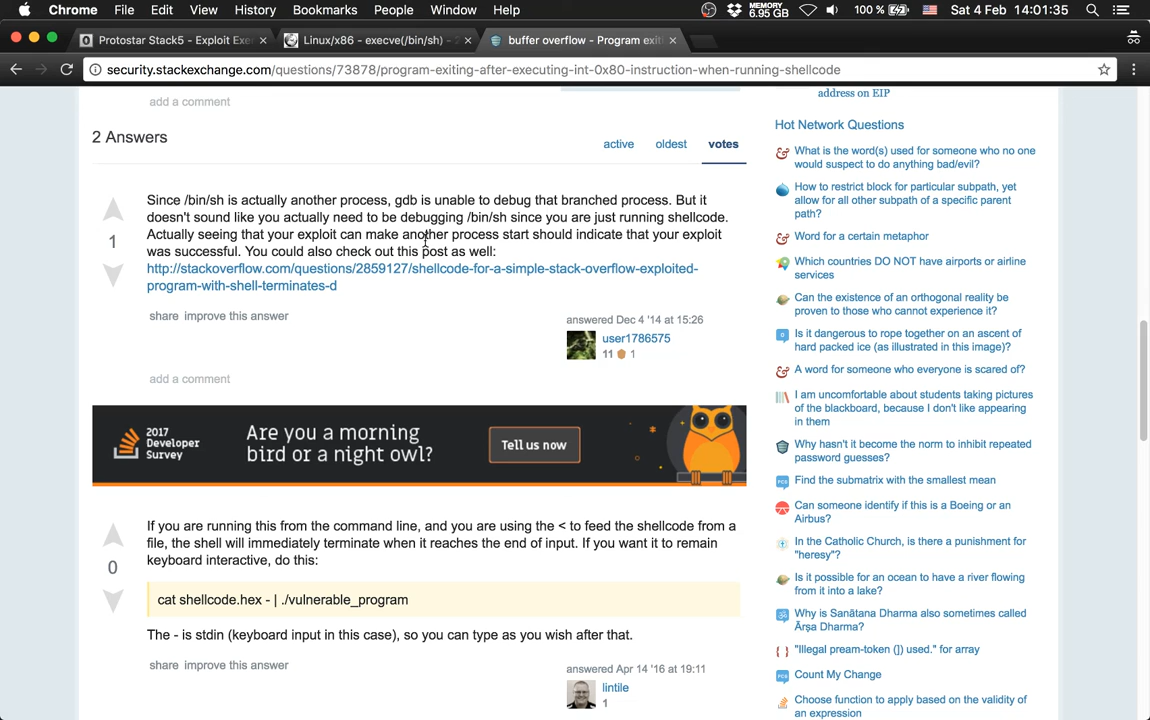 Chrome File Edit View History Bookmarks People Window Help MEMORY 6.95 GB 100 % Sat 4 Feb 14:01:35
Protostar Stack5 - Exploit Exe × Linux/x86 - execve(/bin/sh) - × buffer overflow - Program exit ×
security.stackexchange.com/questions/73878/program-exiting-after-executing-int-0x80-instruction-when-running-shellcode
add a comment
2 Answers
active oldest votes
1
Since /bin/sh is actually another process, gdb is unable to debug that branched process. But it
doesn't sound like you actually need to be debugging /bin/sh since you are just running shellcode.
Actually seeing that your exploit can make another process start should indicate that your exploit
was successful. You could also check out this post as well:
http://stackoverflow.com/questions/2859127/shellcode-for-a-simple-stack-overflow-exploited-
program-with-shell-terminates-d
share improve this answer
answered Dec 4 '14 at 15:26
user1786575
11 1
add a comment
2017
Developer
Survey
Are you a morning
bird or a night owl?
Tell us now
0
If you are running this from the command line, and you are using the < to feed the shellcode from a
file, the shell will immediately terminate when it reaches the end of input. If you want it to remain
keyboard interactive, do this:
cat shellcode.hex - | ./vulnerable_program
The - is stdin (keyboard input in this case), so you can type as you wish after that.
share improve this answer
answered Apr 14 '16 at 19:11
lintile
1
address on EIP
Hot Network Questions
What is the word(s) used for someone who no one
would suspect to do anything bad/evil?
How to restrict block for particular subpath, yet
allow for all other subpath of a specific parent
path?
Word for a certain metaphor
Which countries DO NOT have airports or airline
services
Can the existence of an orthogonal reality be
proven to those who cannot experience it?
Is it dangerous to rope together on an ascent of
hard packed ice (as illustrated in this image)?
A word for someone who everyone is scared of?
I am uncomfortable about students taking pictures
of the blackboard, because I don't like appearing
in them
Why hasn't it become the norm to inhibit repeated
password guesses?
Find the submatrix with the smallest mean
Can someone identify if this is a Boeing or an
Airbus?
In the Catholic Church, is there a punishment for
"heresy"?
Is it possible for an ocean to have a river flowing
from it into a lake?
Why is Sanātana Dharma also sometimes called
Ārṣa Dharma?
"Illegal pream-token (]) used." for array
Count My Change
Choose function to apply based on the validity of
an expression